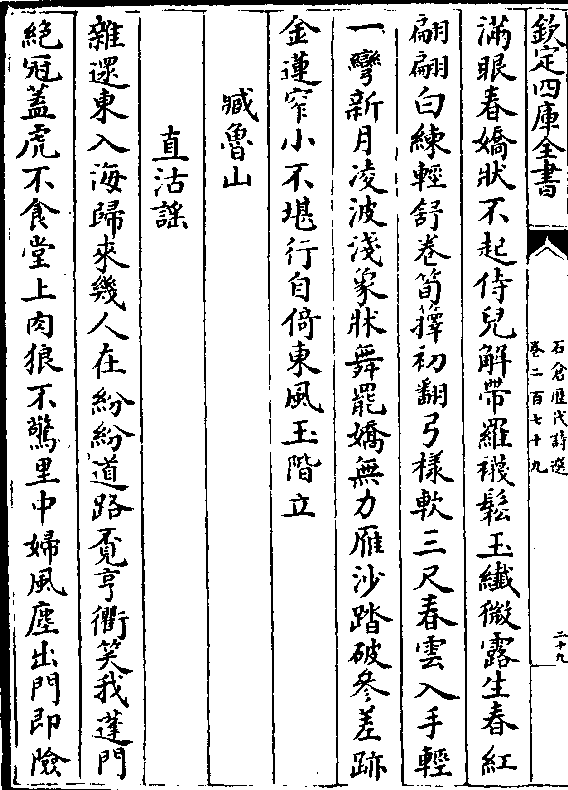 欽定四庫全書
石倉歷代詩選
卷二百七十九
二十九
滿眼春嬌狀不起侍兒解帶羅襪鬆玉纖微露生春紅
翩翩白練輕舒卷筍籜初翻弓様軟三尺春雲入手輕
一彎新月凌波淺象牀舞罷嬌無力雁沙踏破參差跡
金蓮窄小不堪行自倚東風玉階立
臧魯山
直沽謡
雜遝東入海歸來幾人在紛紛道路覔亨衢笑我蓬門
絶冠蓋虎不食堂上肉狼不驚里中婦風塵出門即險